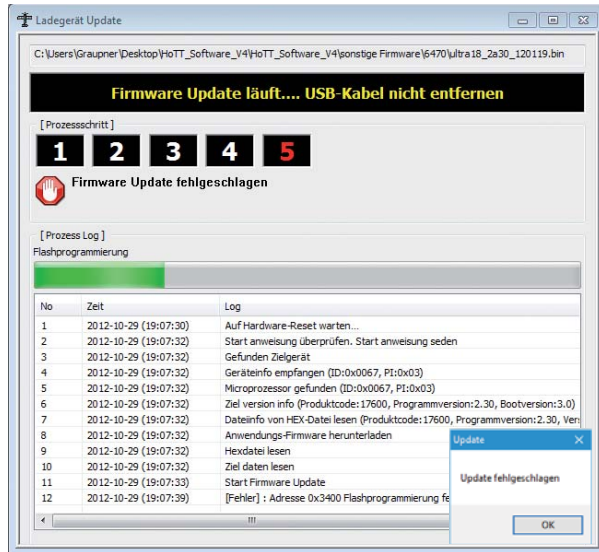 Ladegerät Update
C:\Users\Graupner\Desktop\HoTT_Software_V4\HoTT_Software_V4\sonstige Firmware\6470\ultra18_2a30_120119.bin
Firmware Update läuft.... USB-Kabel nicht entfernen
[ Prozessschritt ]
1 2 3 4 5
Firmware Update fehlgeschlagen
[ Prozess Log ]
Flashprogrammierung
No Zeit Log
1 2012-10-29 (19:07:30) Auf Hardware-Reset warten...
2 2012-10-29 (19:07:32) Start anweisung überprüfen. Start anweisung seden
3 2012-10-29 (19:07:32) Gefunden Zielgerät
4 2012-10-29 (19:07:32) Geräteinfo empfangen (ID:0x0067, PI:0x03)
5 2012-10-29 (19:07:32) Microprozessor gefunden (ID:0x0067, PI:0x03)
6 2012-10-29 (19:07:32) Ziel version info (Produktcode:17600, Programmversion:2.30, Bootversion:3.0)
7 2012-10-29 (19:07:32) Dateiinfo von HEX-Datei lesen (Produktcode:17600, Programmversion:2.30, Ver
8 2012-10-29 (19:07:32) Anwendungs-Firmware herunterladen
9 2012-10-29 (19:07:32) Hexdatei lesen
10 2012-10-29 (19:07:32) Ziel daten lesen
11 2012-10-29 (19:07:33) Start Firmware Update
12 2012-10-29 (19:07:39) [Fehler] : Adresse 0x3400 Flashprogrammierung fe
Update
Update fehlgeschlagen
OK